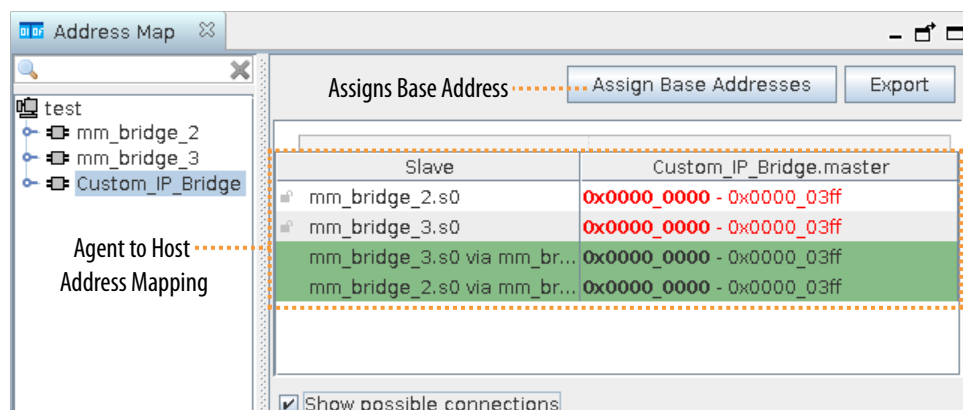 Address Map
Assigns Base Address
Assign Base Addresses
Export
test
mm_bridge_2
mm_bridge_3
Custom_IP_Bridge
Slave
Custom_IP_Bridge.master
mm_bridge_2.s0
0x0000_0000 - 0x0000_03ff
mm_bridge_3.s0
0x0000_0000 - 0x0000_03ff
mm_bridge_3.s0 via mm_br...
0x0000_0000 - 0x0000_03ff
mm_bridge_2.s0 via mm_br...
0x0000_0000 - 0x0000_03ff
Agent to Host
Address Mapping
Show possible connections